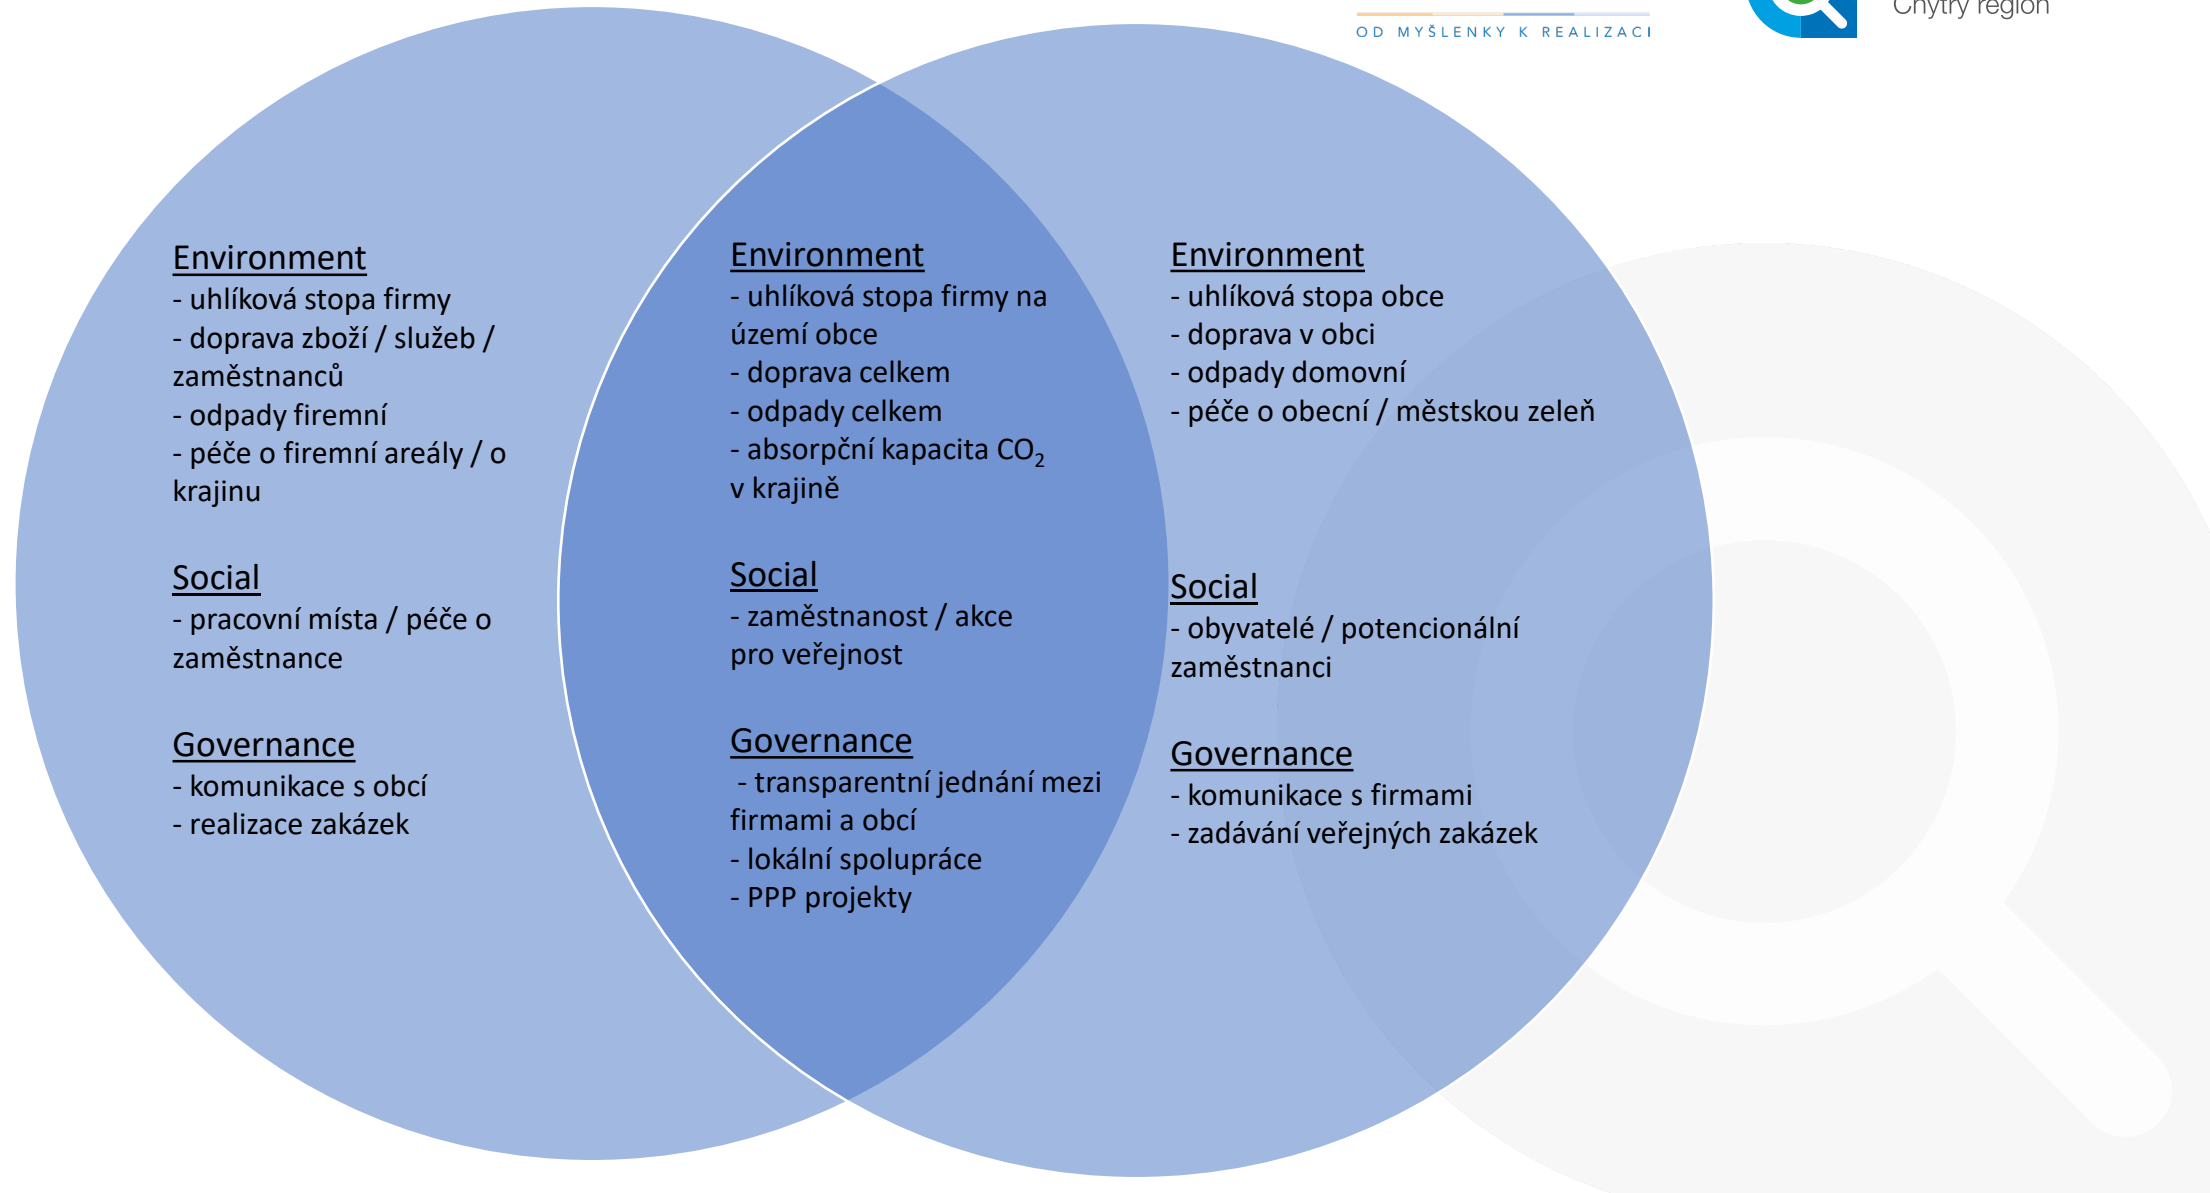 OD MYŠLENKY K REALIZACI
Chytrý region
Environment
- uhlíková stopa firmy
- doprava zboží / služeb /
zaměstnanců
- odpady firemní
- péče o firemní areály / o
krajinu
Social
- pracovní místa / péče o
zaměstnance
Governance
- komunikace s obcí
- realizace zakázek
Environment
- uhlíková stopa firmy na
území obce
- doprava celkem
- odpady celkem
- absorpční kapacita CO₂
v krajině
Social
- zaměstnanost / akce
pro veřejnost
Governance
- transparentní jednání mezi
firmami a obcí
- lokální spolupráce
- PPP projekty
Environment
- uhlíková stopa obce
- doprava v obci
- odpady domovní
- péče o obecní / městskou zeleň
Social
- obyvatelé / potencionální
zaměstnanci
Governance
- komunikace s firmami
- zadávání veřejných zakázek